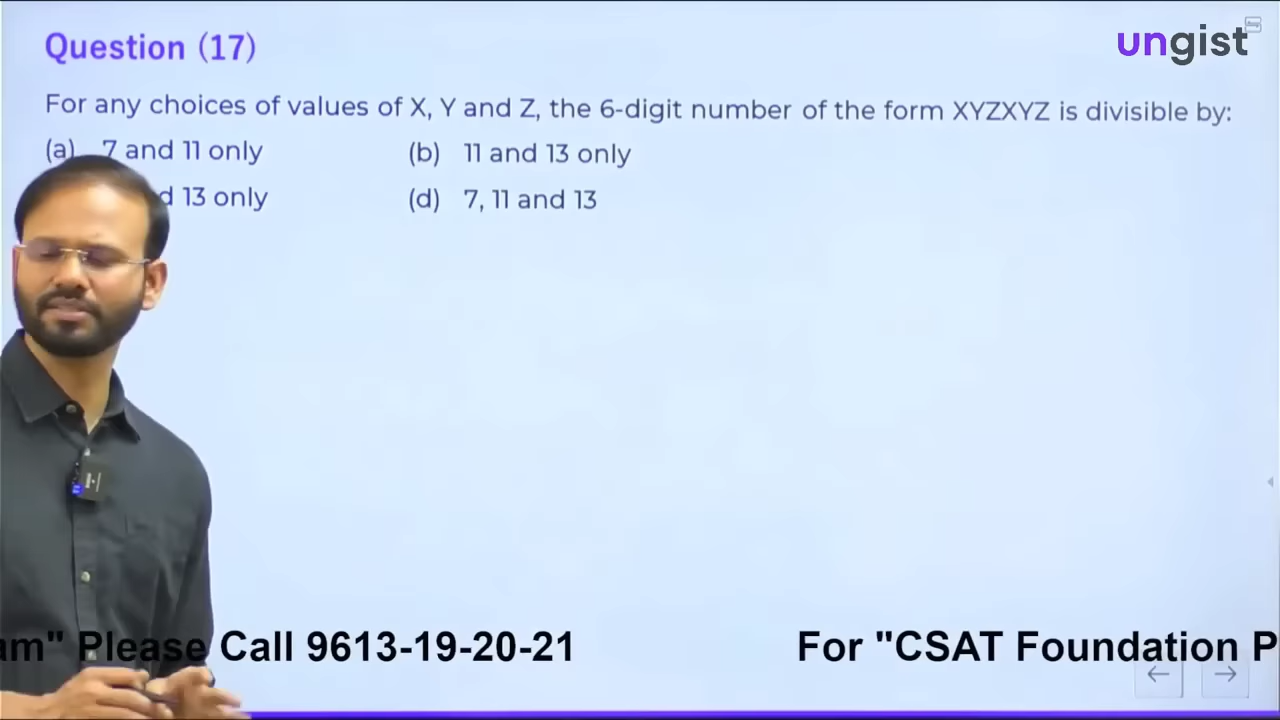 Question (17)
ungist
For any choices of values of X, Y and Z, the 6-digit number of the form XYZXYZ is divisible by:
(a) 7 and 11 only (b) 11 and 13 only
13 only (d) 7, 11 and 13
am" Please Call 9613-19-20-21 For "CSAT Foundation P